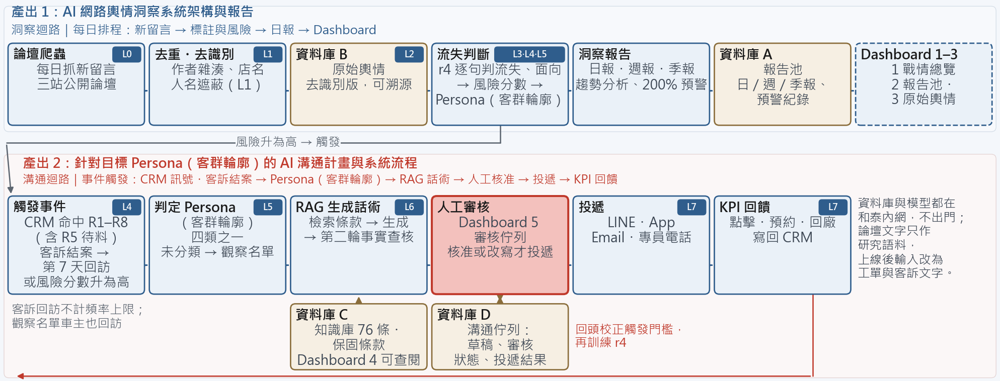 產出 1：AI 網路輿情洞察系統架構與報告
洞察迴路｜每日排程：新留言 → 標註與風險 → 日報 → Dashboard
論壇爬蟲
L0
每日抓新留言
三站公開論壇
去重．去識別
L1
作者雜湊、店名
人名遮蔽（L1）
資料庫 B
L2
原始輿情
去識別版，可溯源
流失判斷
L3·L4·L5
r4 逐句判流失、面向
→ 風險分數 →
Persona（客群輪廓）
洞察報告
日報．週報．季報
趨勢分析、200% 預警
資料庫 A
報告池
日 / 週 / 季報、
預警紀錄
Dashboard 1–3
1 戰情總覽
2 報告池．
3 原始輿情
風險升為高 → 觸發
產出 2：針對目標 Persona（客群輪廓）的 AI 溝通計畫與系統流程
溝通迴路｜事件觸發：CRM 訊號．客訴結案 → Persona（客群輪廓）→ RAG 話術 → 人工核准 → 投遞 → KPI 回饋
觸發事件
L4
CRM 命中 R1–R8
（含 R5 待料）
客訴結案 →
第 7 天回訪
或風險分數升為高
判定 Persona
L5
（客群輪廓）
四類之一
未分類 → 觀察名單
RAG 生成話術
L6
檢索條款 → 生成
→ 第二輪事實查核
人工審核
Dashboard 5
審核佇列
核准或改寫才投遞
投遞
L7
LINE．App
Email．專員電話
KPI 回饋
L7
點擊．預約．回廠
寫回 CRM
資料庫與模型都在
和泰內網，不出門；
論壇文字只作
研究語料，
上線後輸入改為
工單與客訴文字。
客訴回訪不計頻率上限；
觀察名單車主也回訪
資料庫 C
知識庫 76 條．
保固條款
Dashboard 4 可查閱
資料庫 D
溝通佇列：
草稿、審核
狀態、投遞結果
回頭校正觸發門檻，
再訓練 r4